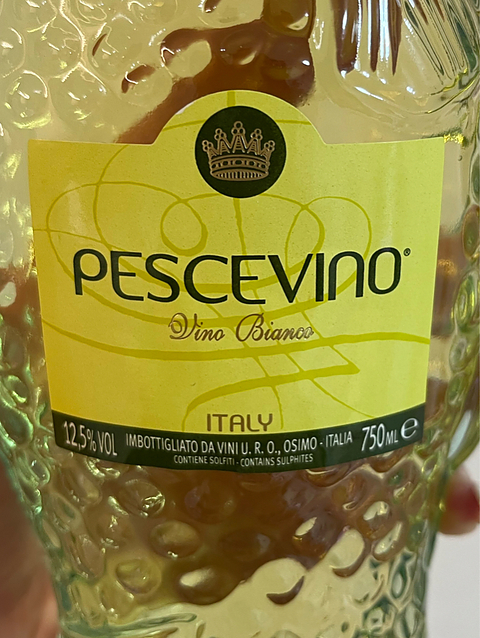 PESCEVINO®
Vino Bianco
ITALY
12,5% VOL IMBOTTIGLIATO DA VINI U. R. O., OSIMO - ITALIA 750ML ℮
CONTIENE SOLFITI - CONTAINS SULPHITES